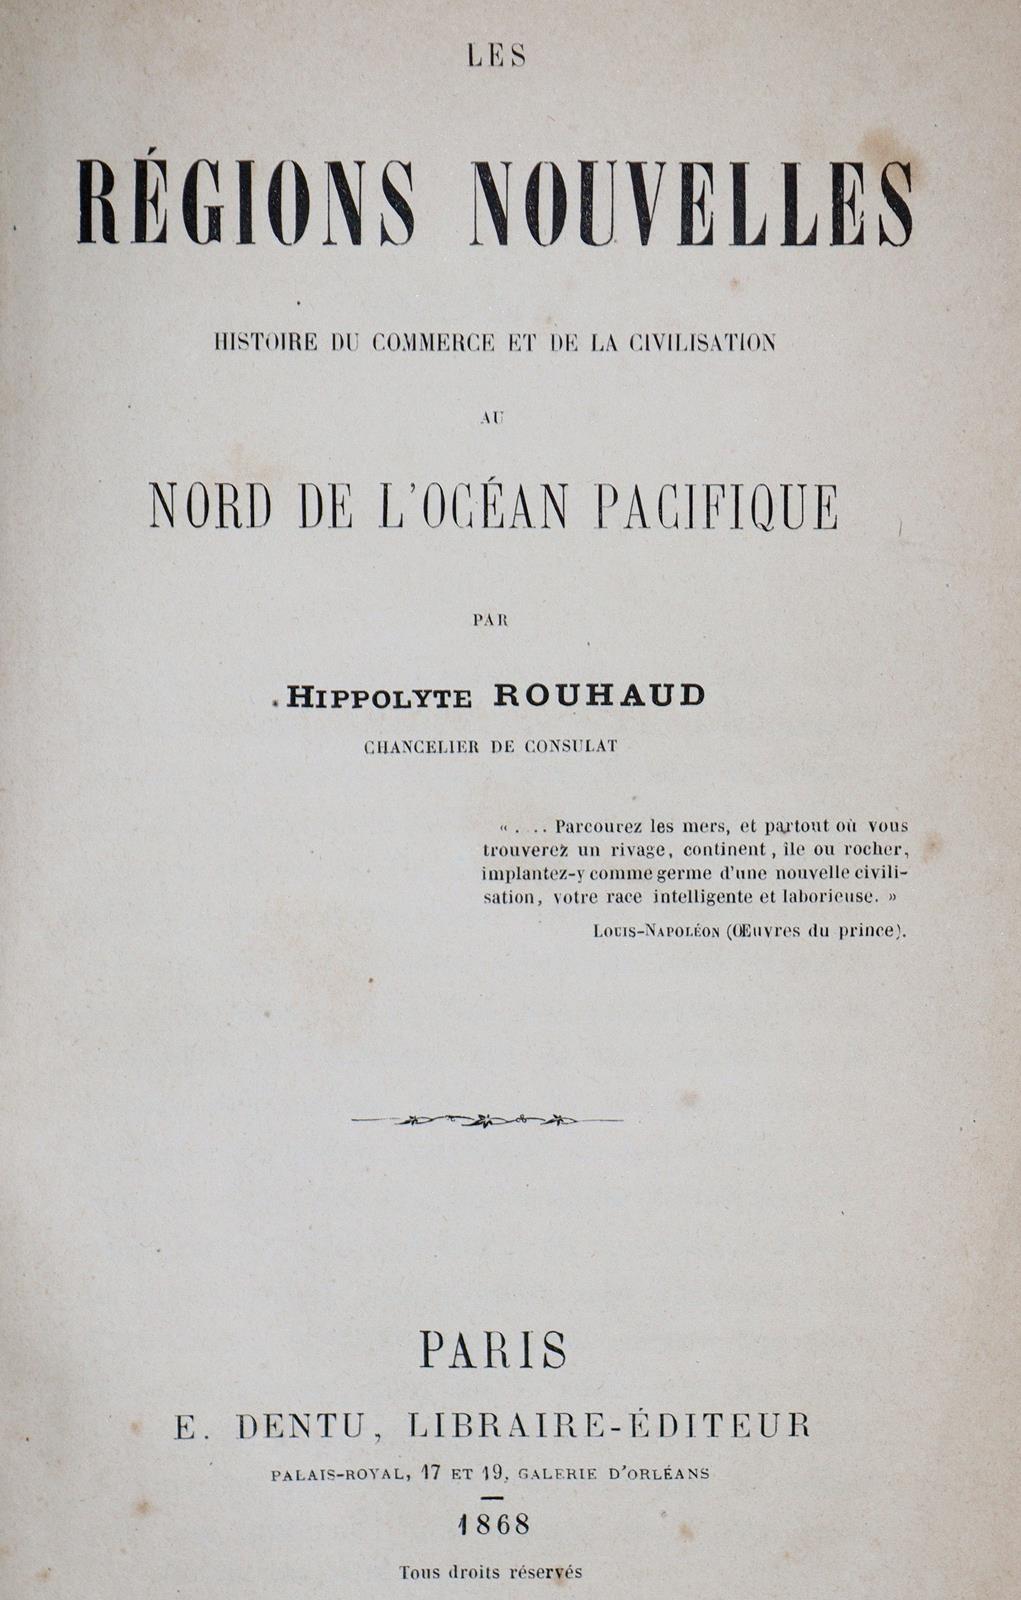 LES
RÉGIONS NOUVELLES
HISTOIRE DU COMMERCE ET DE LA CIVILISATION
AU
NORD DE L'OCÉAN PACIFIQUE
PAR
HIPPOLYTE ROUHAUD
CHANCELIER DE CONSULAT
« . ... Parcourez les mers, et partout où vous
trouverez un rivage, continent, île ou rocher,
implantez-y comme germe d'une nouvelle civili-
sation, votre race intelligente et laborieuse. »
LOUIS-NAPOLÉON (Œuvres du prince).
PARIS
E. DENTU, LIBRAIRE-ÉDITEUR
PALAIS-ROYAL, 17 ET 19, GALERIE D'ORLÉANS
1868
Tous droits réservés